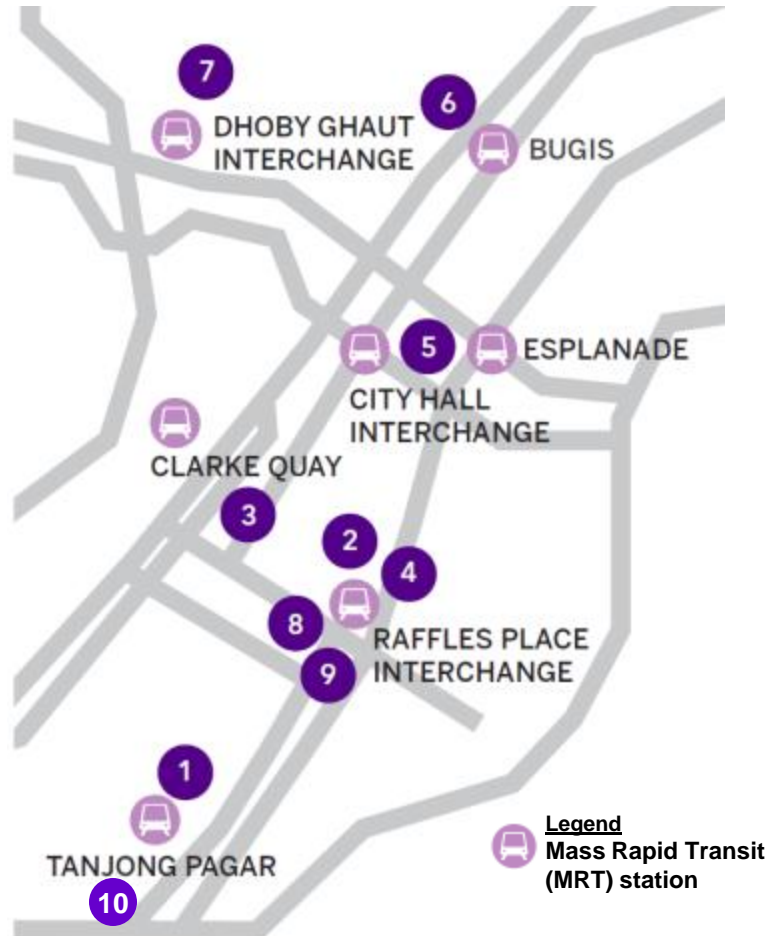 7
6
DHOBY GHAUT
INTERCHANGE
BUGIS
5
ESPLANADE
CITY HALL
INTERCHANGE
CLARKE QUAY
3
2
4
8
RAFFLES PLACE
INTERCHANGE
9
1
TANJONG PAGAR
10
Legend
Mass Rapid Transit
(MRT) station